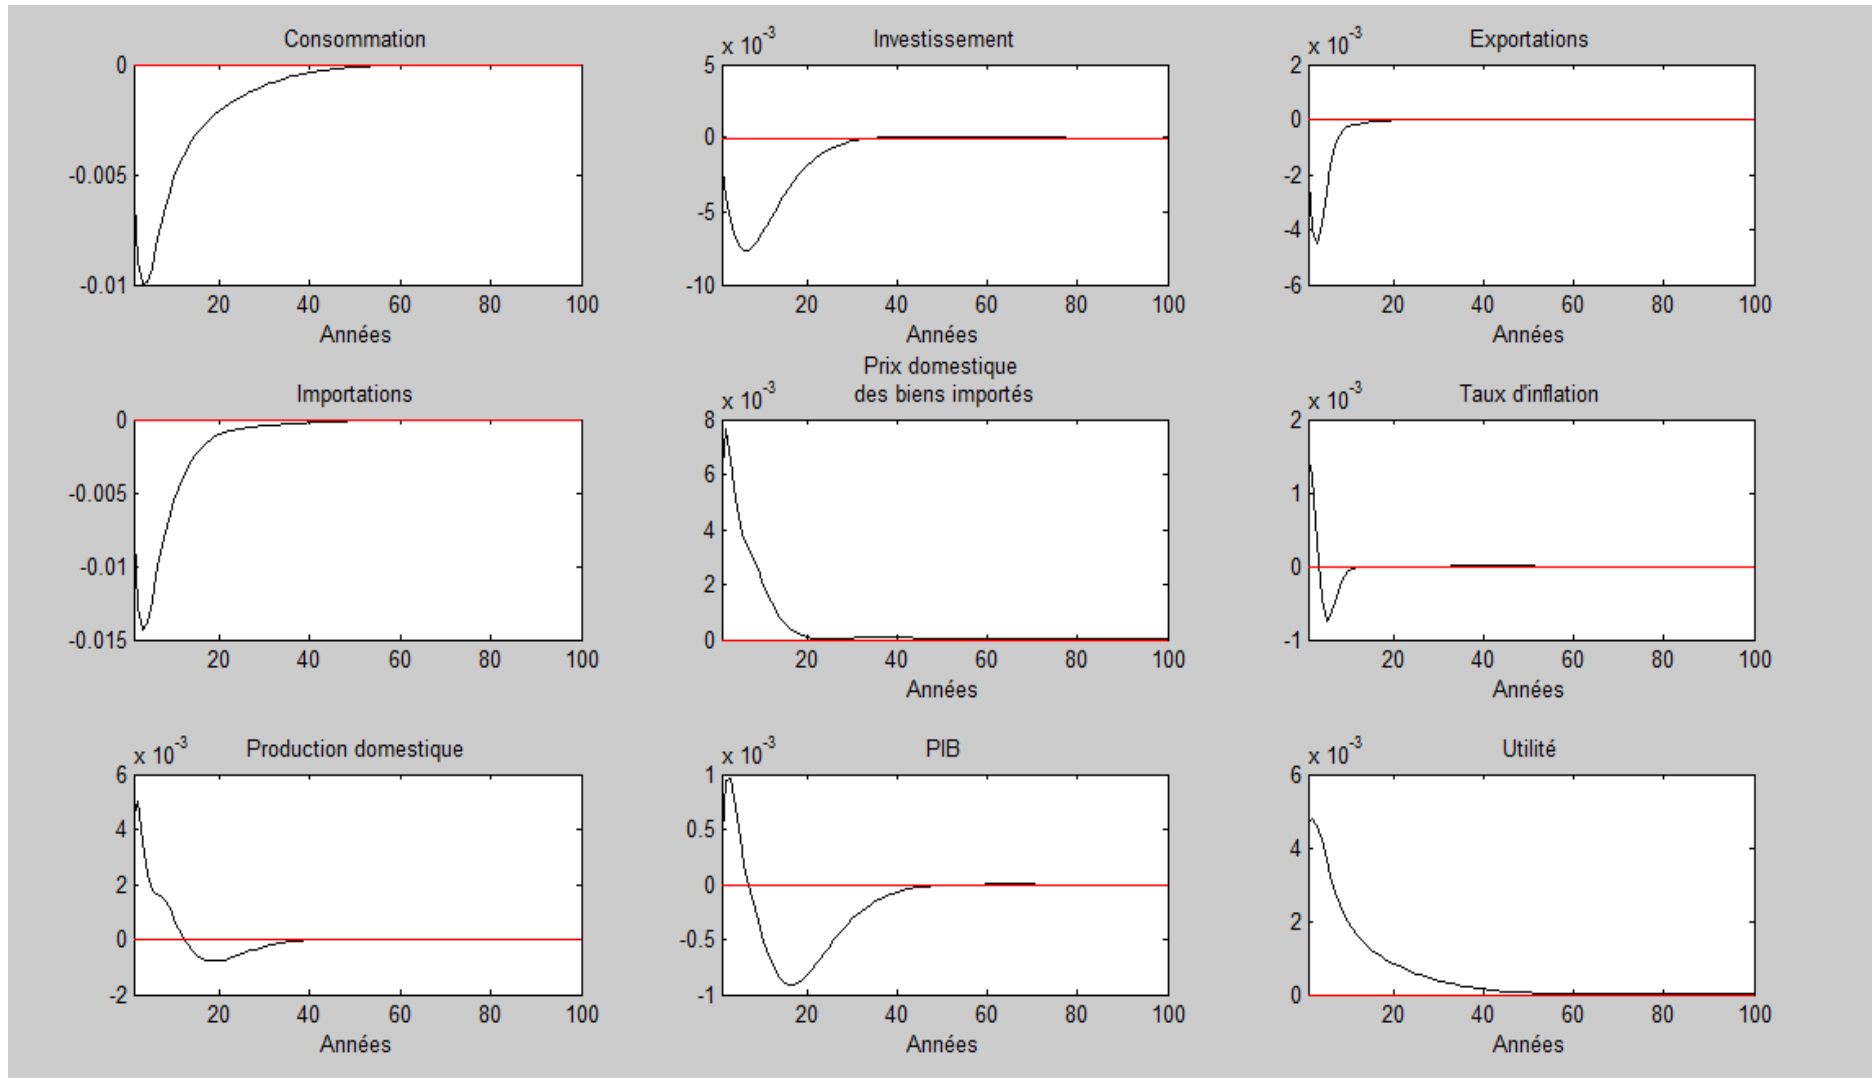 Consommation
0
-0.005
-0.01
20 40 60 80 100
Années
Investissement
x 10-3
5
0
-5
-10
20 40 60 80 100
Années
Exportations
x 10-3
2
0
-2
-4
-6
20 40 60 80 100
Années
Importations
0
-0.005
-0.01
-0.015
20 40 60 80 100
Années
Prix domestique
des biens importés
x 10-3
8
6
4
2
0
20 40 60 80 100
Années
Taux d'inflation
x 10-3
2
1
0
-1
20 40 60 80 100
Années
Production domestique
x 10-3
6
4
2
0
-2
20 40 60 80 100
Années
PIB
x 10-3
1
0.5
0
-0.5
-1
20 40 60 80 100
Années
Utilité
x 10-3
6
4
2
0
20 40 60 80 100
Années